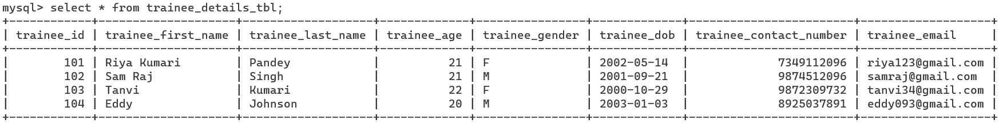 mysql> select * from trainee_details_tbl;
+------------+--------------------+-------------------+-------------+----------------+-------------+------------------------+-------------------+
| trainee_id | trainee_first_name | trainee_last_name | trainee_age | trainee_gender | trainee_dob | trainee_contact_number | trainee_email     |
+------------+--------------------+-------------------+-------------+----------------+-------------+------------------------+-------------------+
|        101 | Riya Kumari        | Pandey            |          21 | F              | 2002-05-14  |             7349112096 | riya123@gmail.com |
|        102 | Sam Raj            | Singh             |          21 | M              | 2001-09-21  |             9874512096 | samraj@gmail.com  |
|        103 | Tanvi              | Kumari            |          22 | F              | 2000-10-29  |             9872309732 | tanvi34@gmail.com |
|        104 | Eddy               | Johnson           |          20 | M              | 2003-01-03  |             8925037891 | eddy093@gmail.com |
+------------+--------------------+-------------------+-------------+----------------+-------------+------------------------+-------------------+